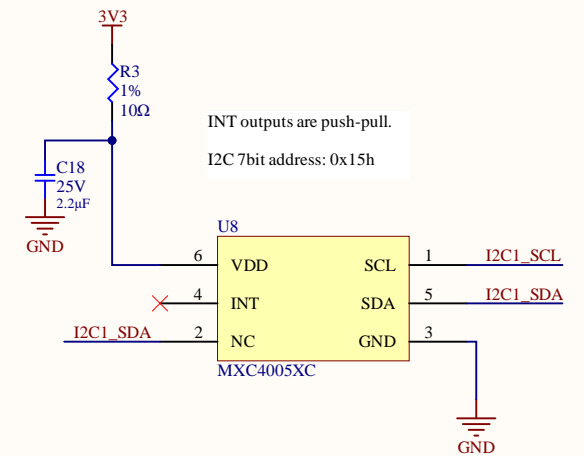 3V3
R3
1%
10Ω
INT outputs are push-pull.
I2C 7bit address: 0x15h
C18
25V
2.2µF
GND
U8
6 VDD SCL 1 I2C1_SCL
4 INT SDA 5 I2C1_SDA
I2C1_SDA 2 NC GND 3
MXC4005XC
GND